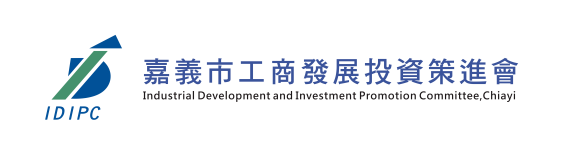 嘉義市工商發展投資策進會
Industrial Development and Investment Promotion Committee,Chiayi
IDIPC